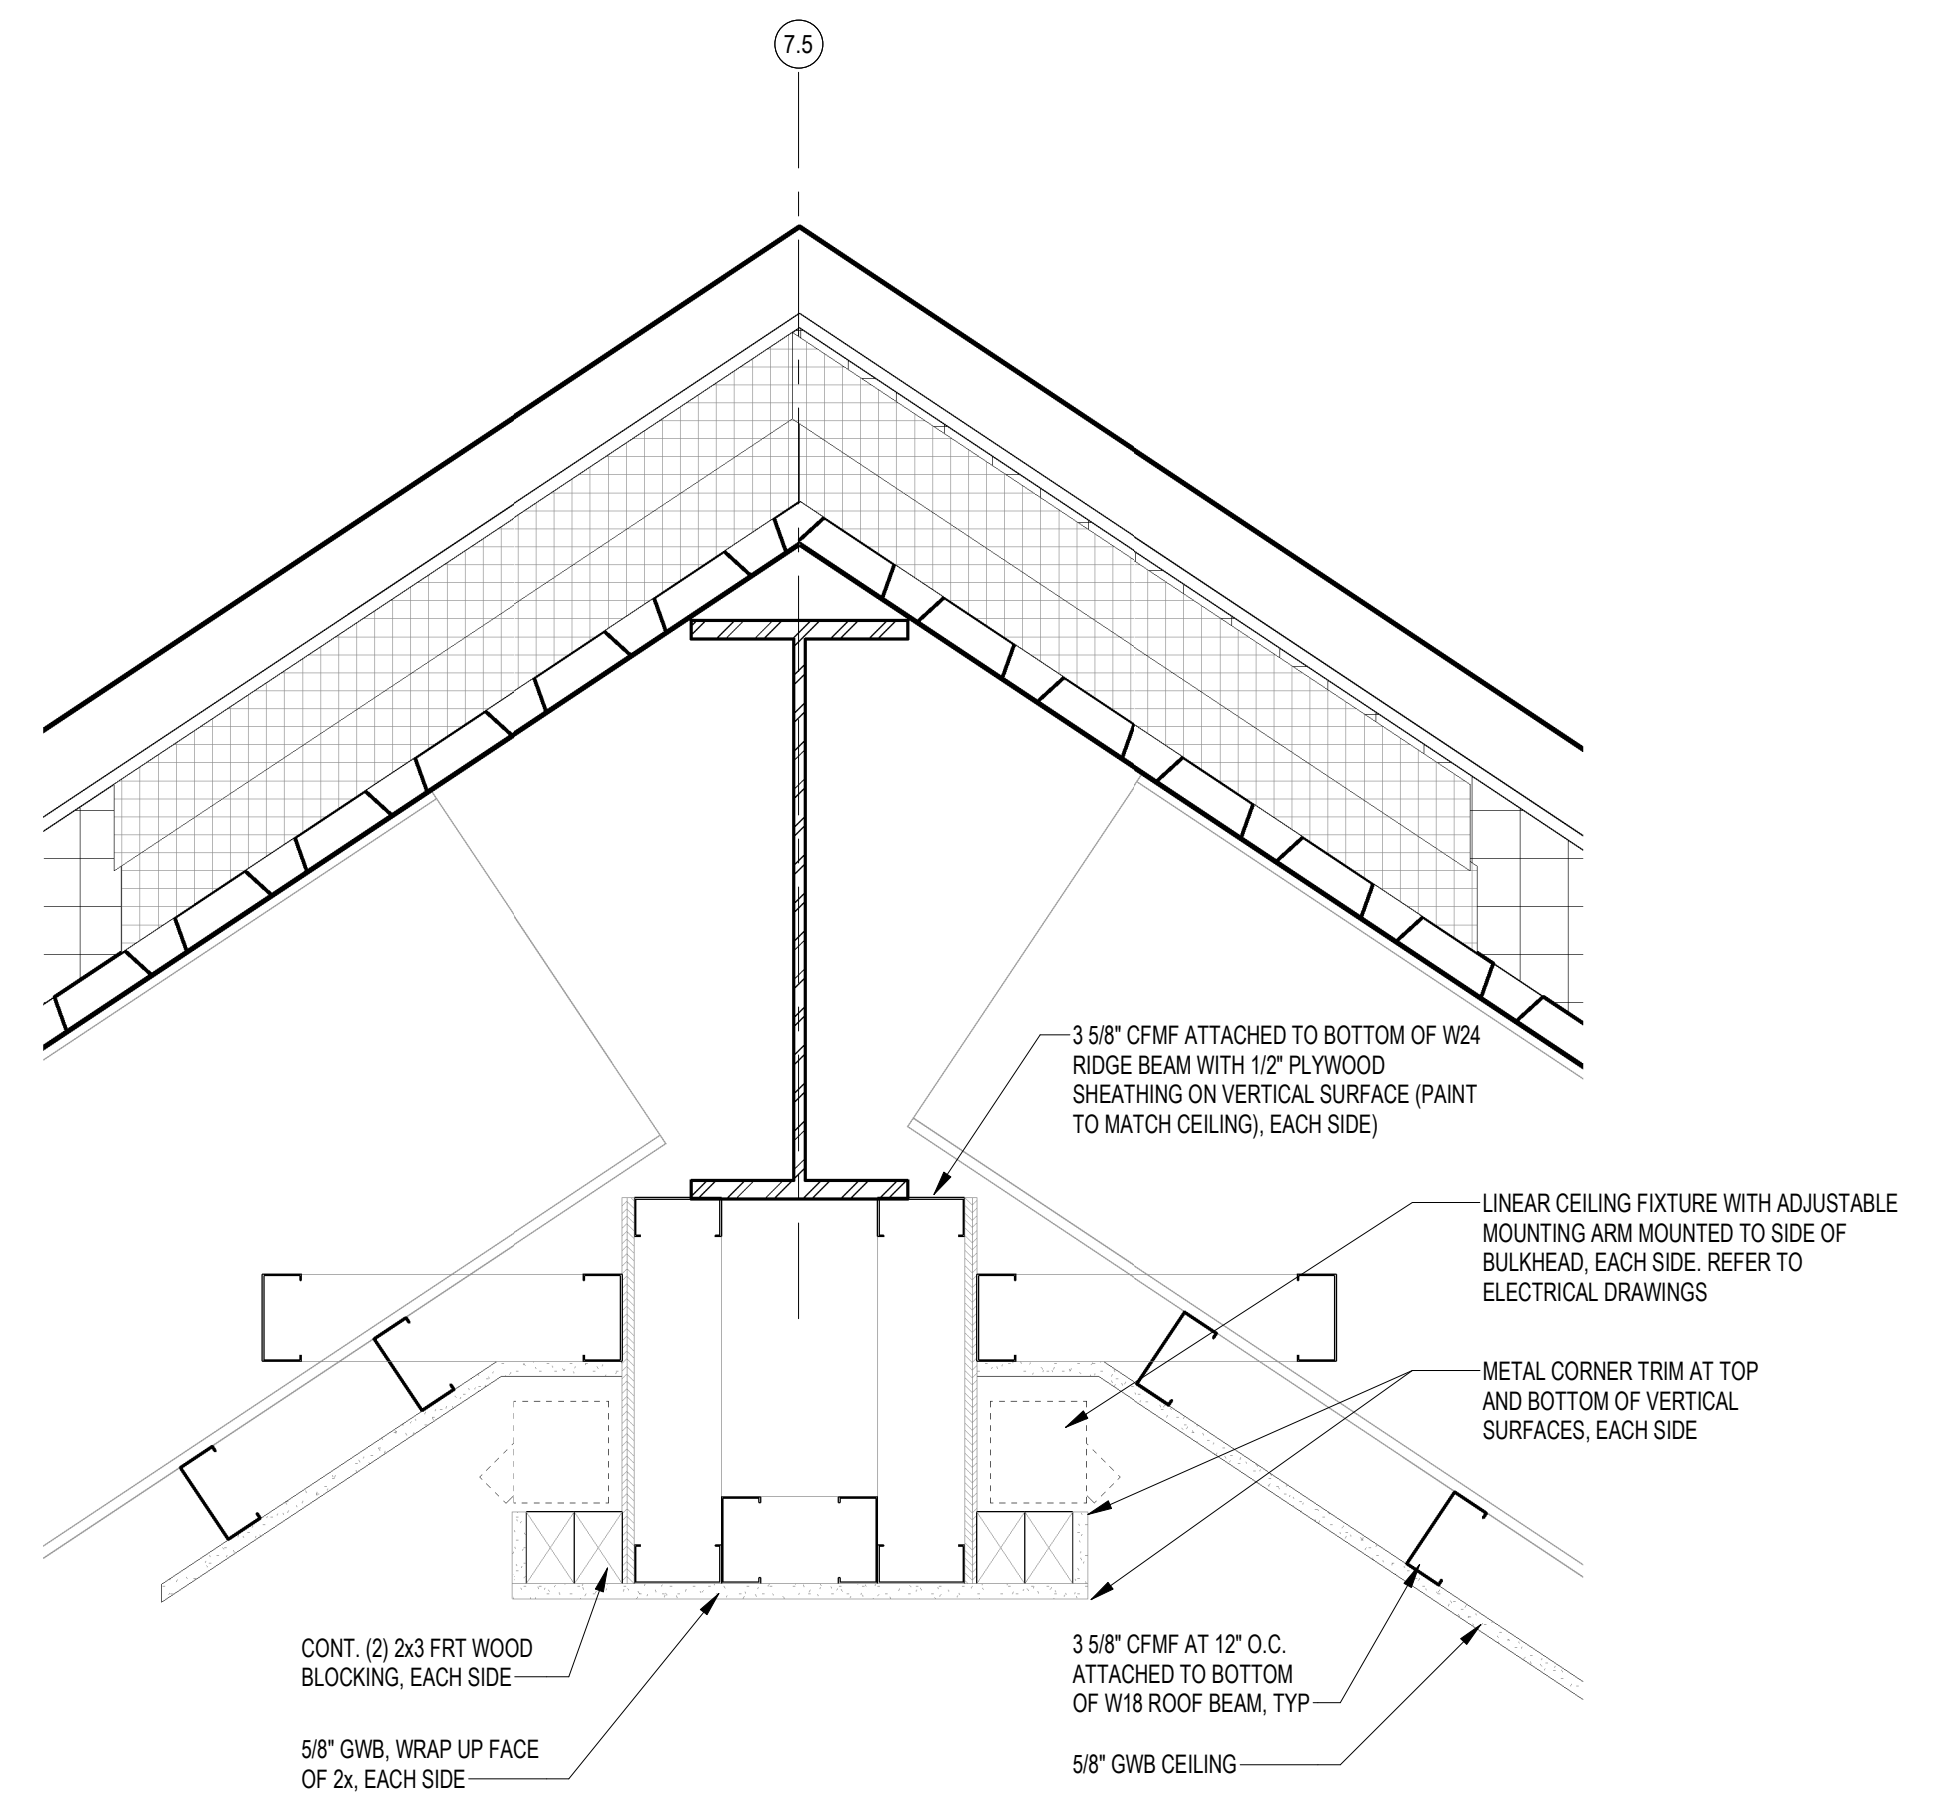 7.5
3 5/8" CFMF ATTACHED TO BOTTOM OF W24
RIDGE BEAM WITH 1/2" PLYWOOD
SHEATHING ON VERTICAL SURFACE (PAINT
TO MATCH CEILING), EACH SIDE)
LINEAR CEILING FIXTURE WITH ADJUSTABLE
MOUNTING ARM MOUNTED TO SIDE OF
BULKHEAD, EACH SIDE. REFER TO
ELECTRICAL DRAWINGS
METAL CORNER TRIM AT TOP
AND BOTTOM OF VERTICAL
SURFACES, EACH SIDE
CONT. (2) 2x3 FRT WOOD
BLOCKING, EACH SIDE
5/8" GWB, WRAP UP FACE
OF 2x, EACH SIDE
3 5/8" CFMF AT 12" O.C.
ATTACHED TO BOTTOM
OF W18 ROOF BEAM, TYP
5/8" GWB CEILING